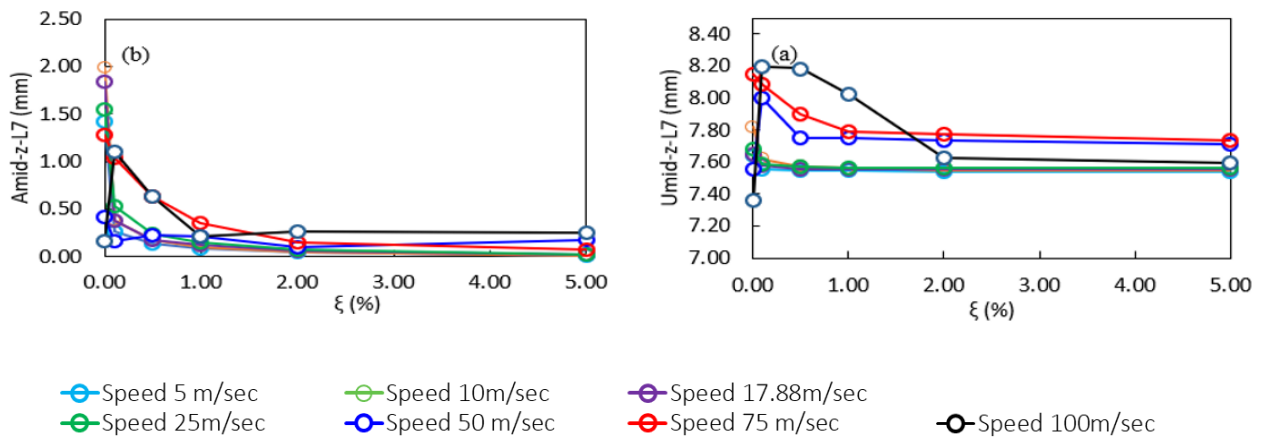 2.50
2.00
1.50
1.00
0.50
0.00
Amid-z-L7 (mm)
(b)
0.00 1.00 2.00 3.00 4.00 5.00
ξ (%)
8.40
8.20
8.00
7.80
7.60
7.40
7.20
7.00
Umid-z-L7 (mm)
(a)
0.00 1.00 2.00 3.00 4.00 5.00
ξ (%)
Speed 5 m/sec Speed 10m/sec Speed 17.88m/sec
Speed 25m/sec Speed 50 m/sec Speed 75 m/sec Speed 100m/sec